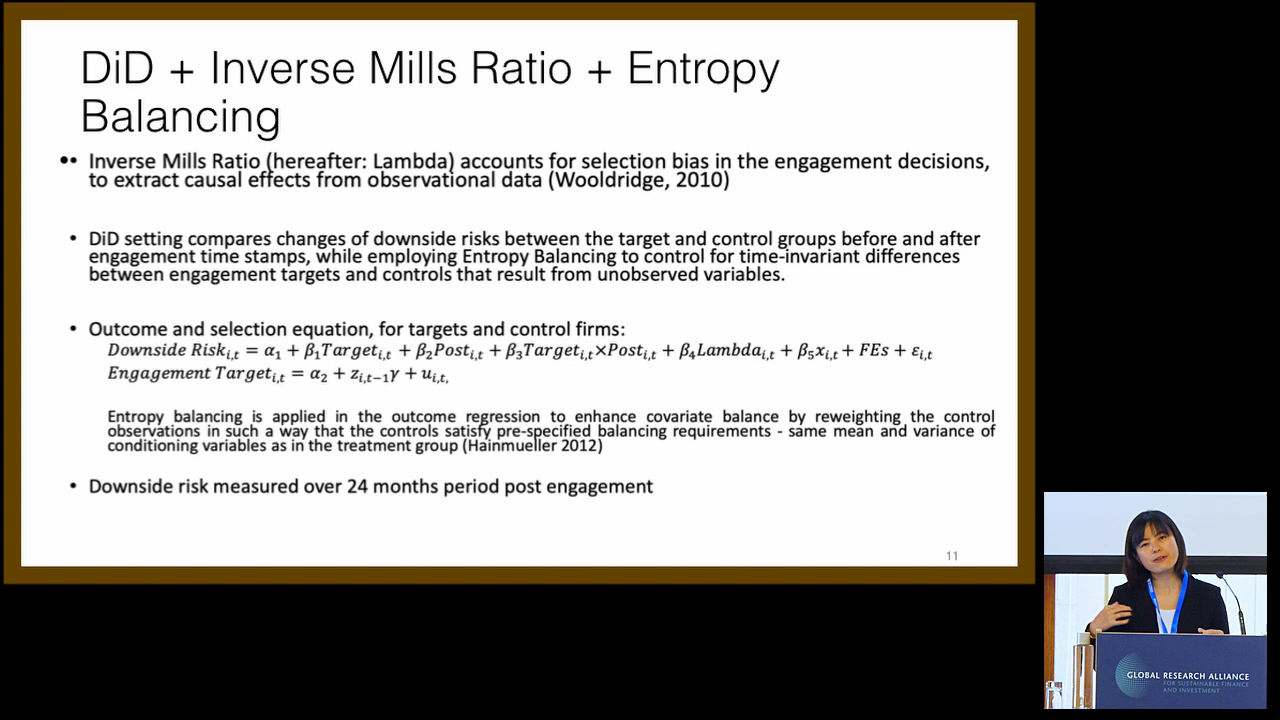 DiD + Inverse Mills Ratio + Entropy
Balancing
•• Inverse Mills Ratio (hereafter: Lambda) accounts for selection bias in the engagement decisions,
to extract causal effects from observational data (Wooldridge, 2010)
• DiD setting compares changes of downside risks between the target and control groups before and after
engagement time stamps, while employing Entropy Balancing to control for time-invariant differences
between engagement targets and controls that result from unobserved variables.
• Outcome and selection equation, for targets and control firms:
Downside Risk_{i,t} = α_1 + β_1Target_{i,t} + β_2Post_{i,t} + β_3Target_{i,t}×Post_{i,t} + β_4Lambda_{i,t} + β_5x_{i,t} + FEs + ε_{i,t}
Engagement Target_{i,t} = α_2 + z_{i,t−1}γ + u_{i,t,}
Entropy balancing is applied in the outcome regression to enhance covariate balance by reweighting the control
observations in such a way that the controls satisfy pre-specified balancing requirements - same mean and variance of
conditioning variables as in the treatment group (Hainmueller 2012)
• Downside risk measured over 24 months period post engagement
11
GLOBAL RESEARCH ALLIANCE
FOR SUSTAINABLE FINANCE
AND INVESTMENT